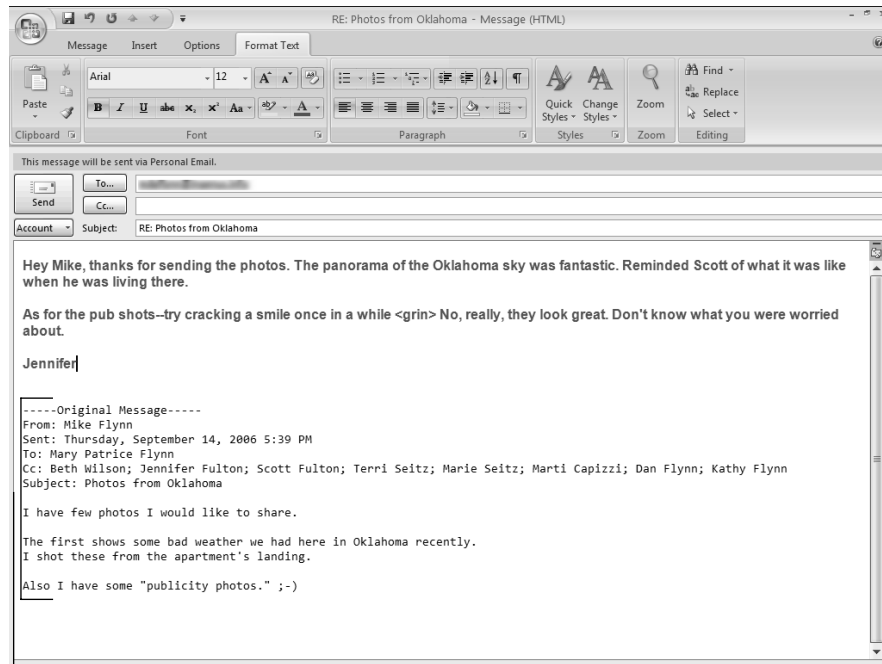 RE: Photos from Oklahoma - Message (HTML)
Message Insert Options Format Text
Arial 12 A A
Paste
B I U abc x₂ x² Aa ab A
Quick Styles
Change Styles
Zoom
Find
Replace
Select
Clipboard Font Paragraph Styles Zoom Editing
This message will be sent via Personal Email.
Send
To...
Cc...
Account Subject: RE: Photos from Oklahoma
Hey Mike, thanks for sending the photos. The panorama of the Oklahoma sky was fantastic. Reminded Scott of what it was like
when he was living there.
As for the pub shots--try cracking a smile once in a while <grin> No, really, they look great. Don't know what you were worried
about.
Jennifer
-----Original Message-----
From: Mike Flynn
Sent: Thursday, September 14, 2006 5:39 PM
To: Mary Patrice Flynn
Cc: Beth Wilson; Jennifer Fulton; Scott Fulton; Terri Seitz; Marie Seitz; Marti Capizzi; Dan Flynn; Kathy Flynn
Subject: Photos from Oklahoma
I have few photos I would like to share.
The first shows some bad weather we had here in Oklahoma recently.
I shot these from the apartment's landing.
Also I have some "publicity photos." ;-)